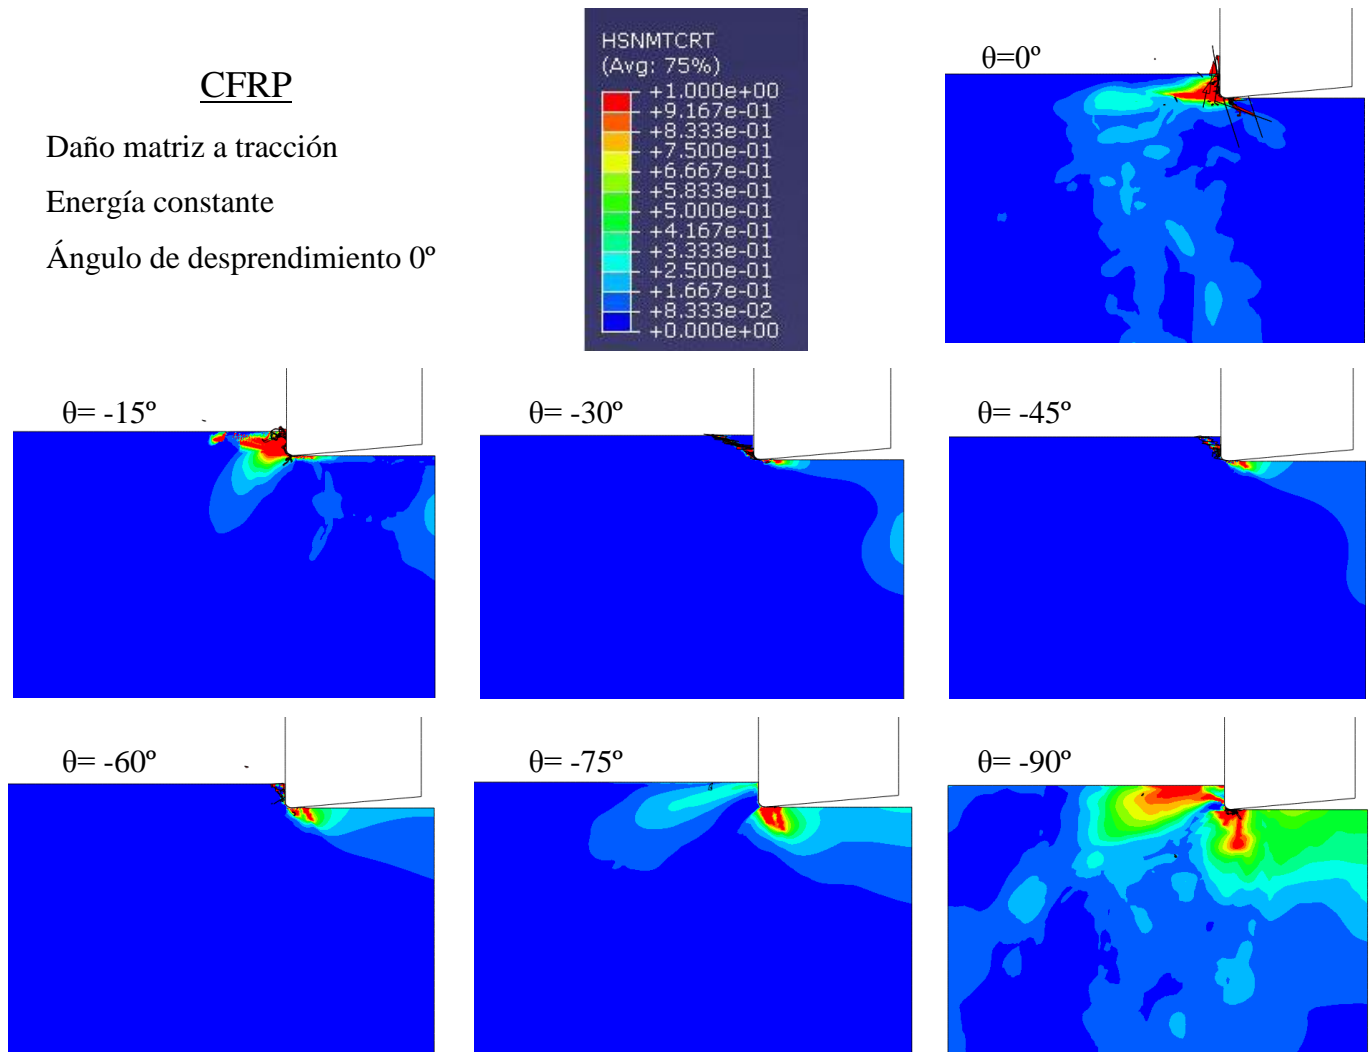 CFRP
Daño matriz a tracción
Energía constante
Ángulo de desprendimiento 0º
HSNMTCRT
(Avg: 75%)
+1.000e+00
+9.167e-01
+8.333e-01
+7.500e-01
+6.667e-01
+5.833e-01
+5.000e-01
+4.167e-01
+3.333e-01
+2.500e-01
+1.667e-01
+8.333e-02
+0.000e+00
θ=0º
θ= -15º
θ= -30º
θ= -45º
θ= -60º
θ= -75º
θ= -90º